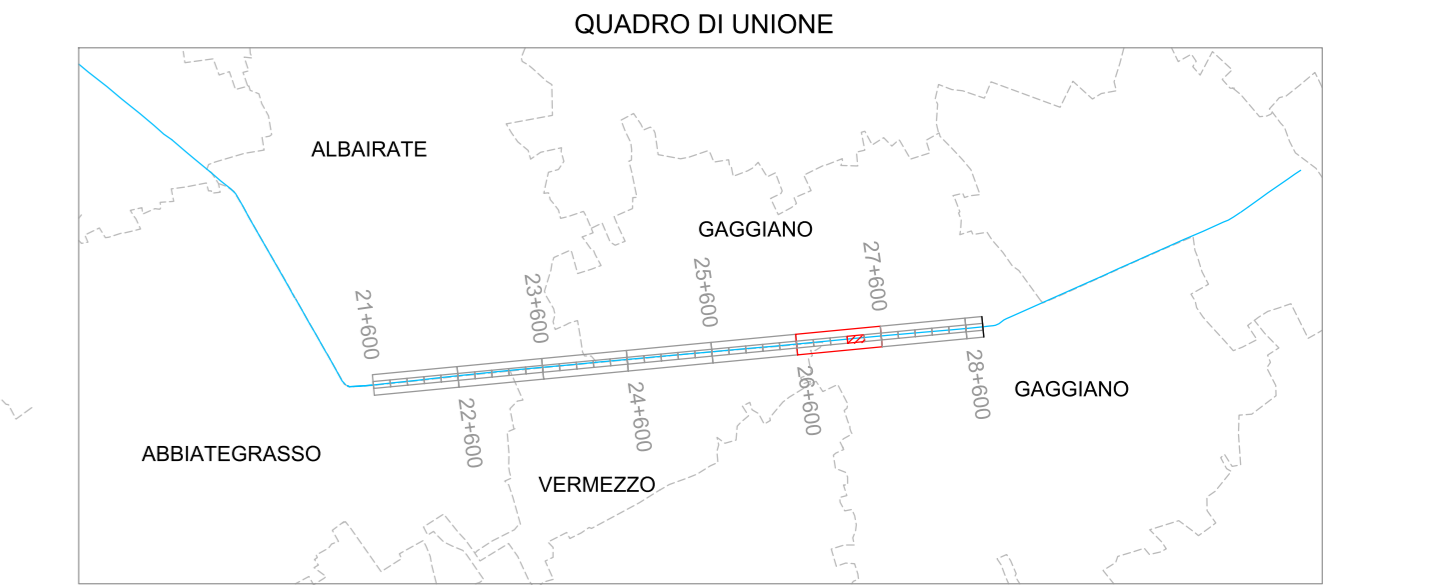 QUADRO DI UNIONE
ALBAIRATE
GAGGIANO
21+600
23+600
25+600
27+600
22+600
24+600
26+600
28+600
GAGGIANO
ABBIATEGRASSO
VERMEZZO